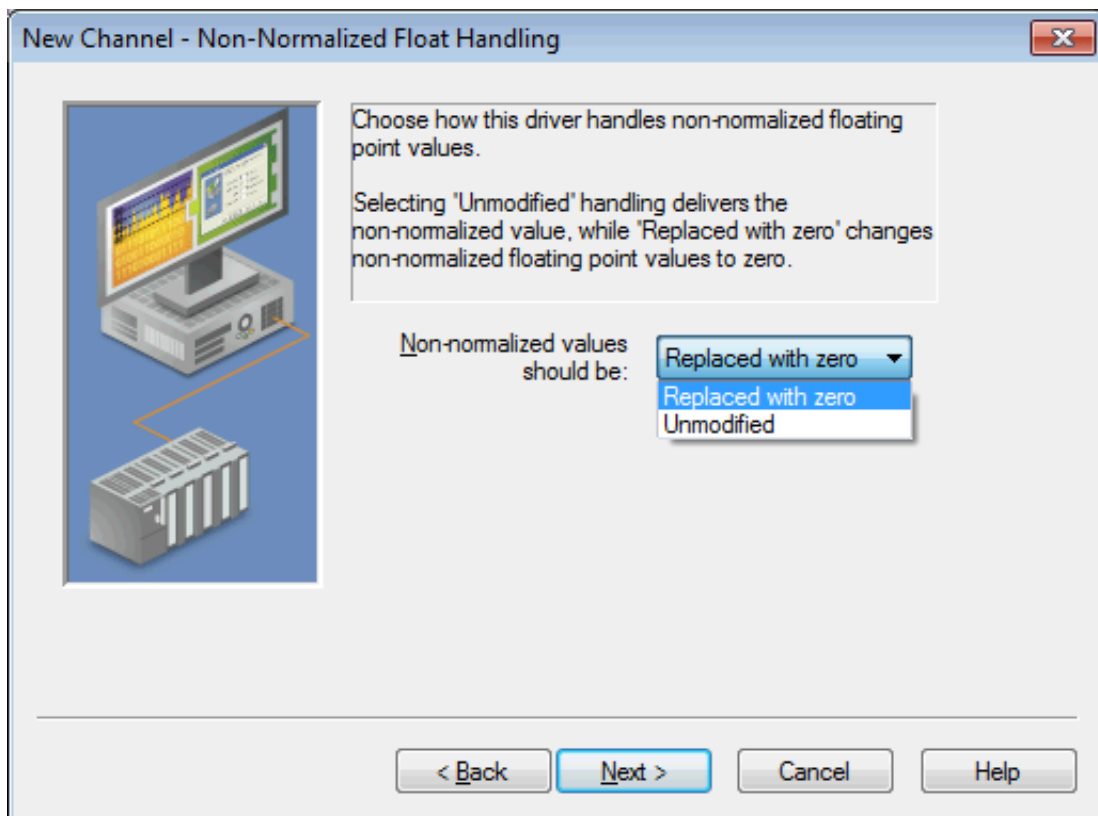 New Channel - Non-Normalized Float Handling
Choose how this driver handles non-normalized floating
point values.
Selecting 'Unmodified' handling delivers the
non-normalized value, while 'Replaced with zero' changes
non-normalized floating point values to zero.
Non-normalized values
should be:
Replaced with zero
Replaced with zero
Unmodified
< Back
Next >
Cancel
Help